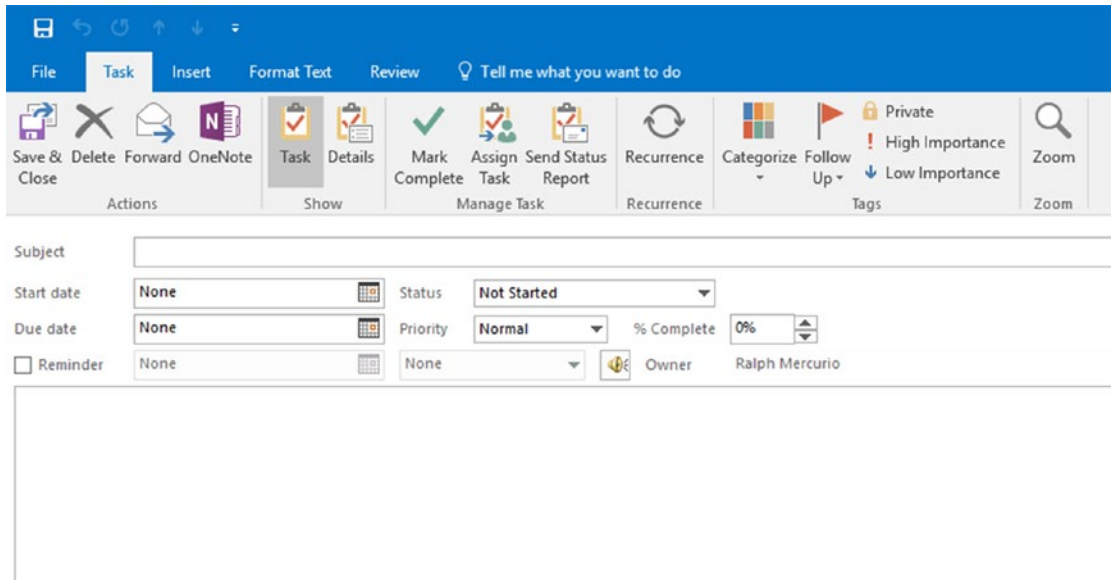 File Task Insert Format Text Review Tell me what you want to do
Save & Close Delete Forward OneNote Task Details Mark Complete Assign Task Send Status Report Recurrence Categorize Follow Up Private
High Importance
Low Importance
Zoom
Actions Show Manage Task Recurrence Tags Zoom
Subject
Start date None Status Not Started
Due date None Priority Normal % Complete 0%
Reminder None None Owner Ralph Mercurio